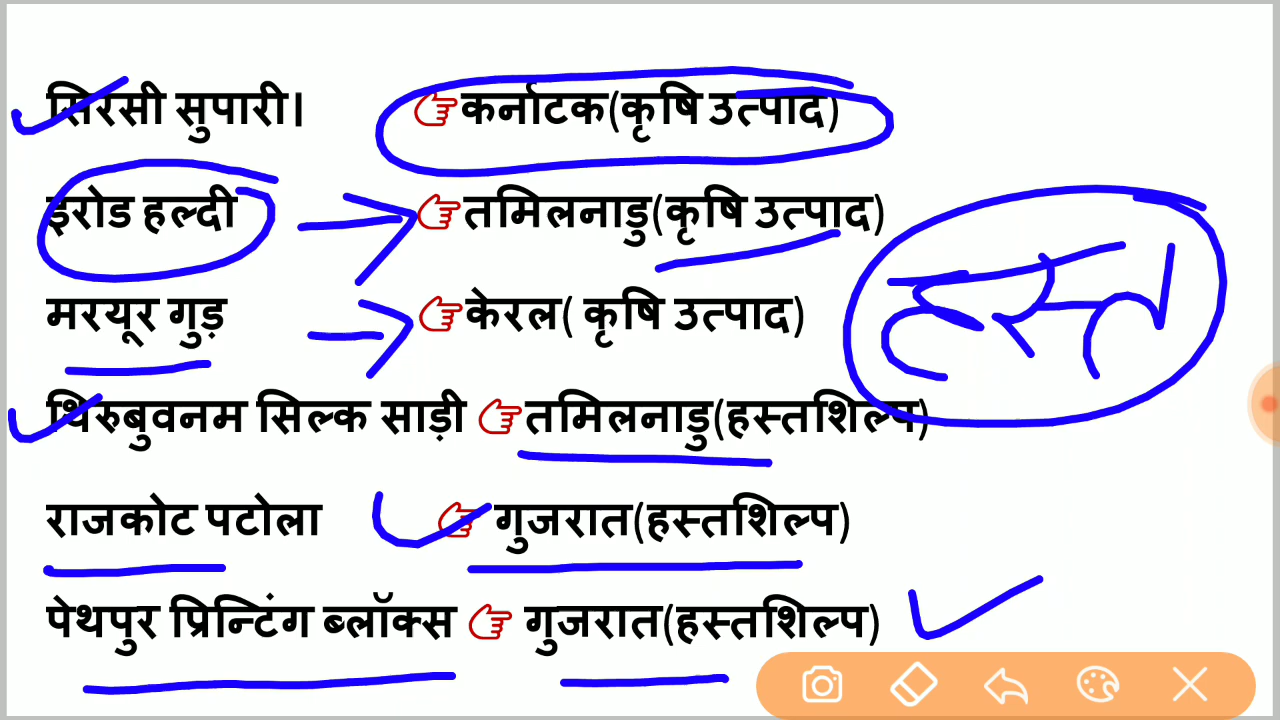 सिरसी सुपारी। कर्नाटक(कृषि उत्पाद)
इरोड हल्दी तमिलनाडु(कृषि उत्पाद)
मरयूर गुड़ केरल( कृषि उत्पाद)
थिरुबुवनम सिल्क साड़ी तमिलनाडु(हस्तशिल्प)
राजकोट पटोला गुजरात(हस्तशिल्प)
पेथपुर प्रिन्टिंग ब्लॉक्स गुजरात(हस्तशिल्प)